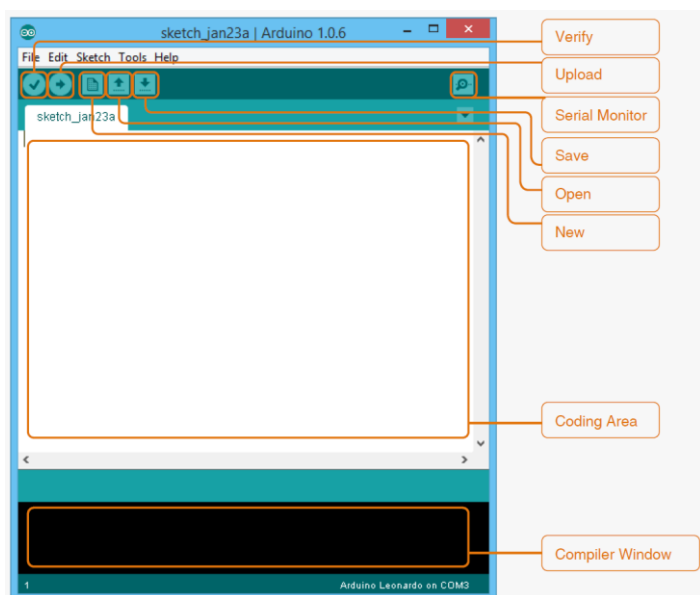 sketch_jan23a | Arduino 1.0.6
File Edit Sketch Tools Help
sketch_jan23a
Verify
Upload
Serial Monitor
Save
Open
New
Coding Area
Compiler Window
1
Arduino Leonardo on COM3